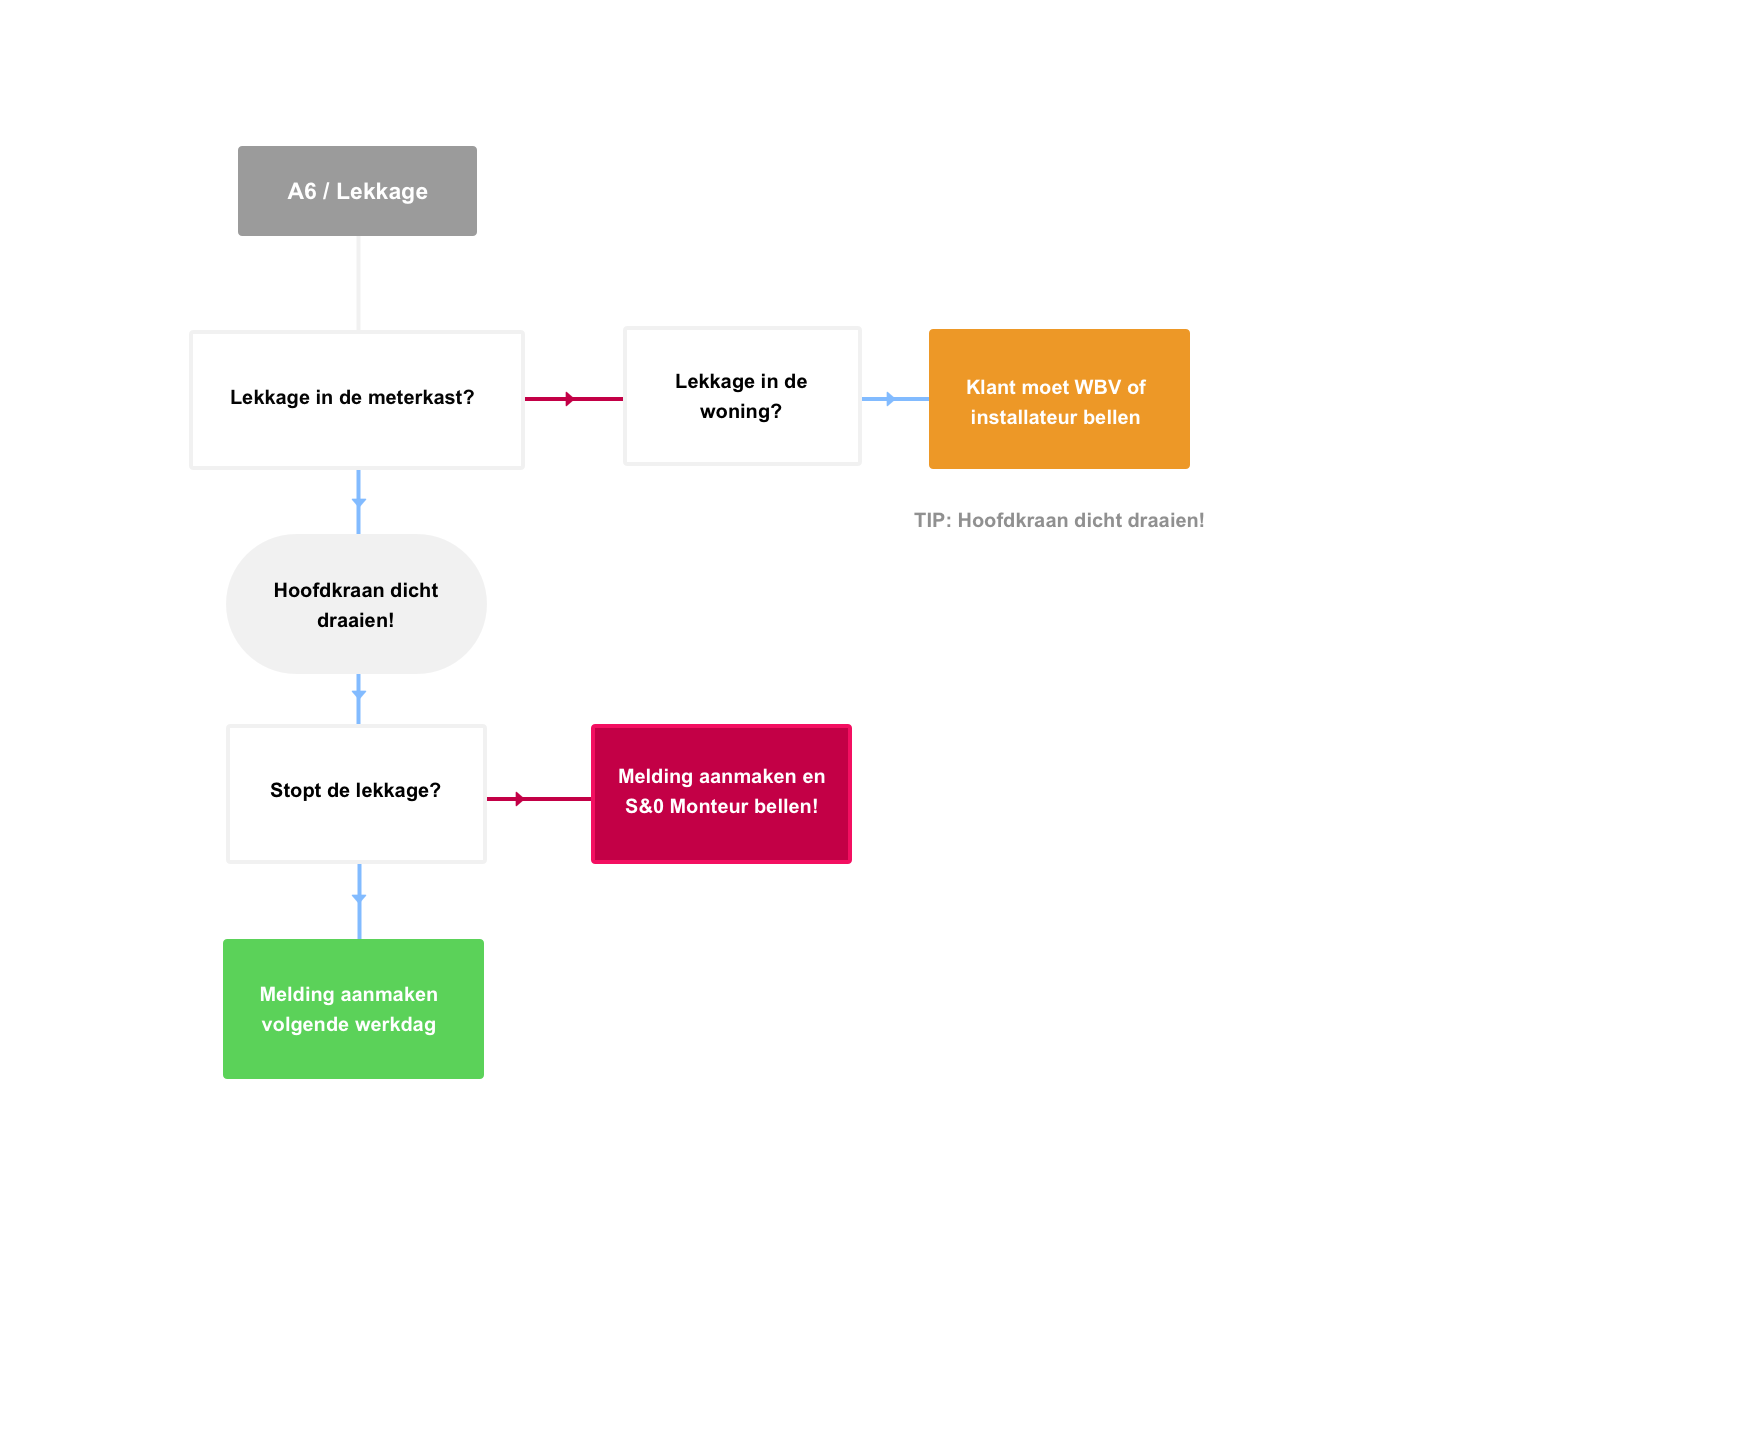 A6 / Lekkage
Lekkage in de meterkast?
Lekkage in de
woning?
Klant moet WBV of
installateur bellen
TIP: Hoofdkraan dicht draaien!
Hoofdkraan dicht
draaien!
Stopt de lekkage?
Melding aanmaken en
S&0 Monteur bellen!
Melding aanmaken
volgende werkdag